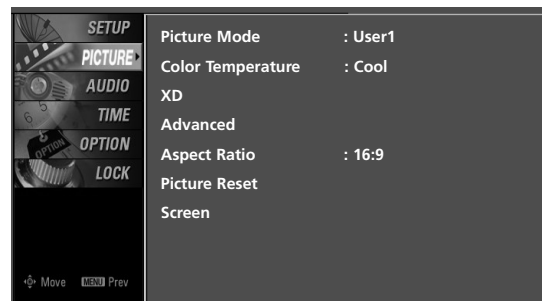 SETUP
PICTURE
AUDIO
TIME
OPTION
LOCK
Move MENU Prev
Picture Mode : User1
Color Temperature : Cool
XD
Advanced
Aspect Ratio : 16:9
Picture Reset
Screen